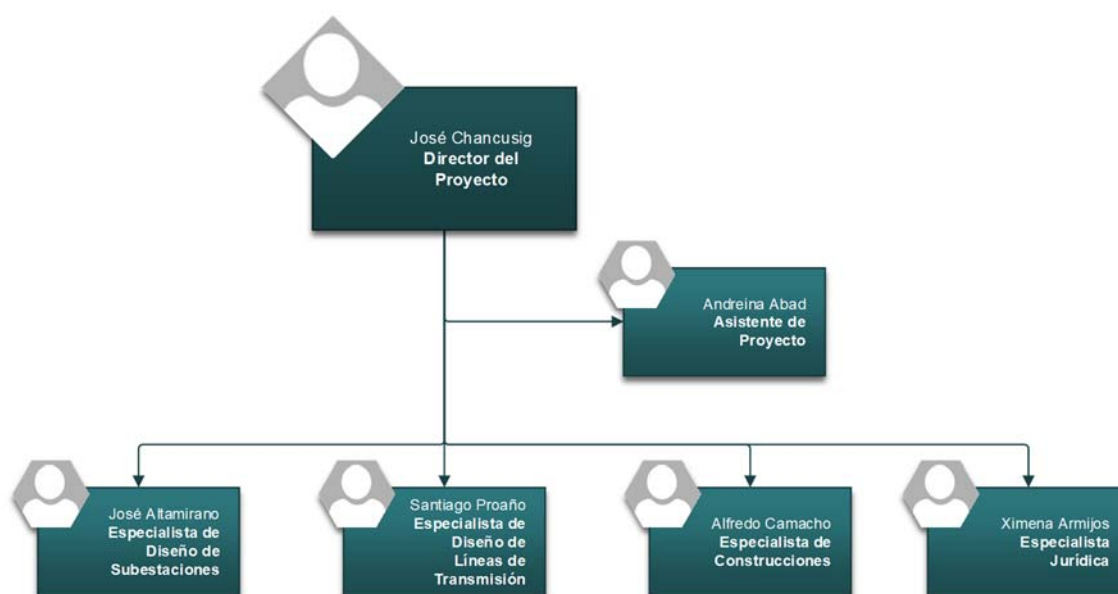 José Chancusig
Director del
Proyecto
Andreina Abad
Asistente de
Proyecto
José Altamirano
Especialista de
Diseño de
Subestaciones
Santiago Proaño
Especialista de
Diseño de
Líneas de
Transmisión
Alfredo Camacho
Especialista de
Construcciones
Ximena Armijos
Especialista
Jurídica